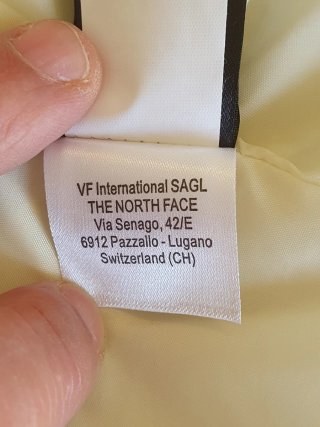 VF International SAGL
THE NORTH FACE
Via Senago, 42/E
6912 Pazzallo - Lugano
Switzerland (CH)